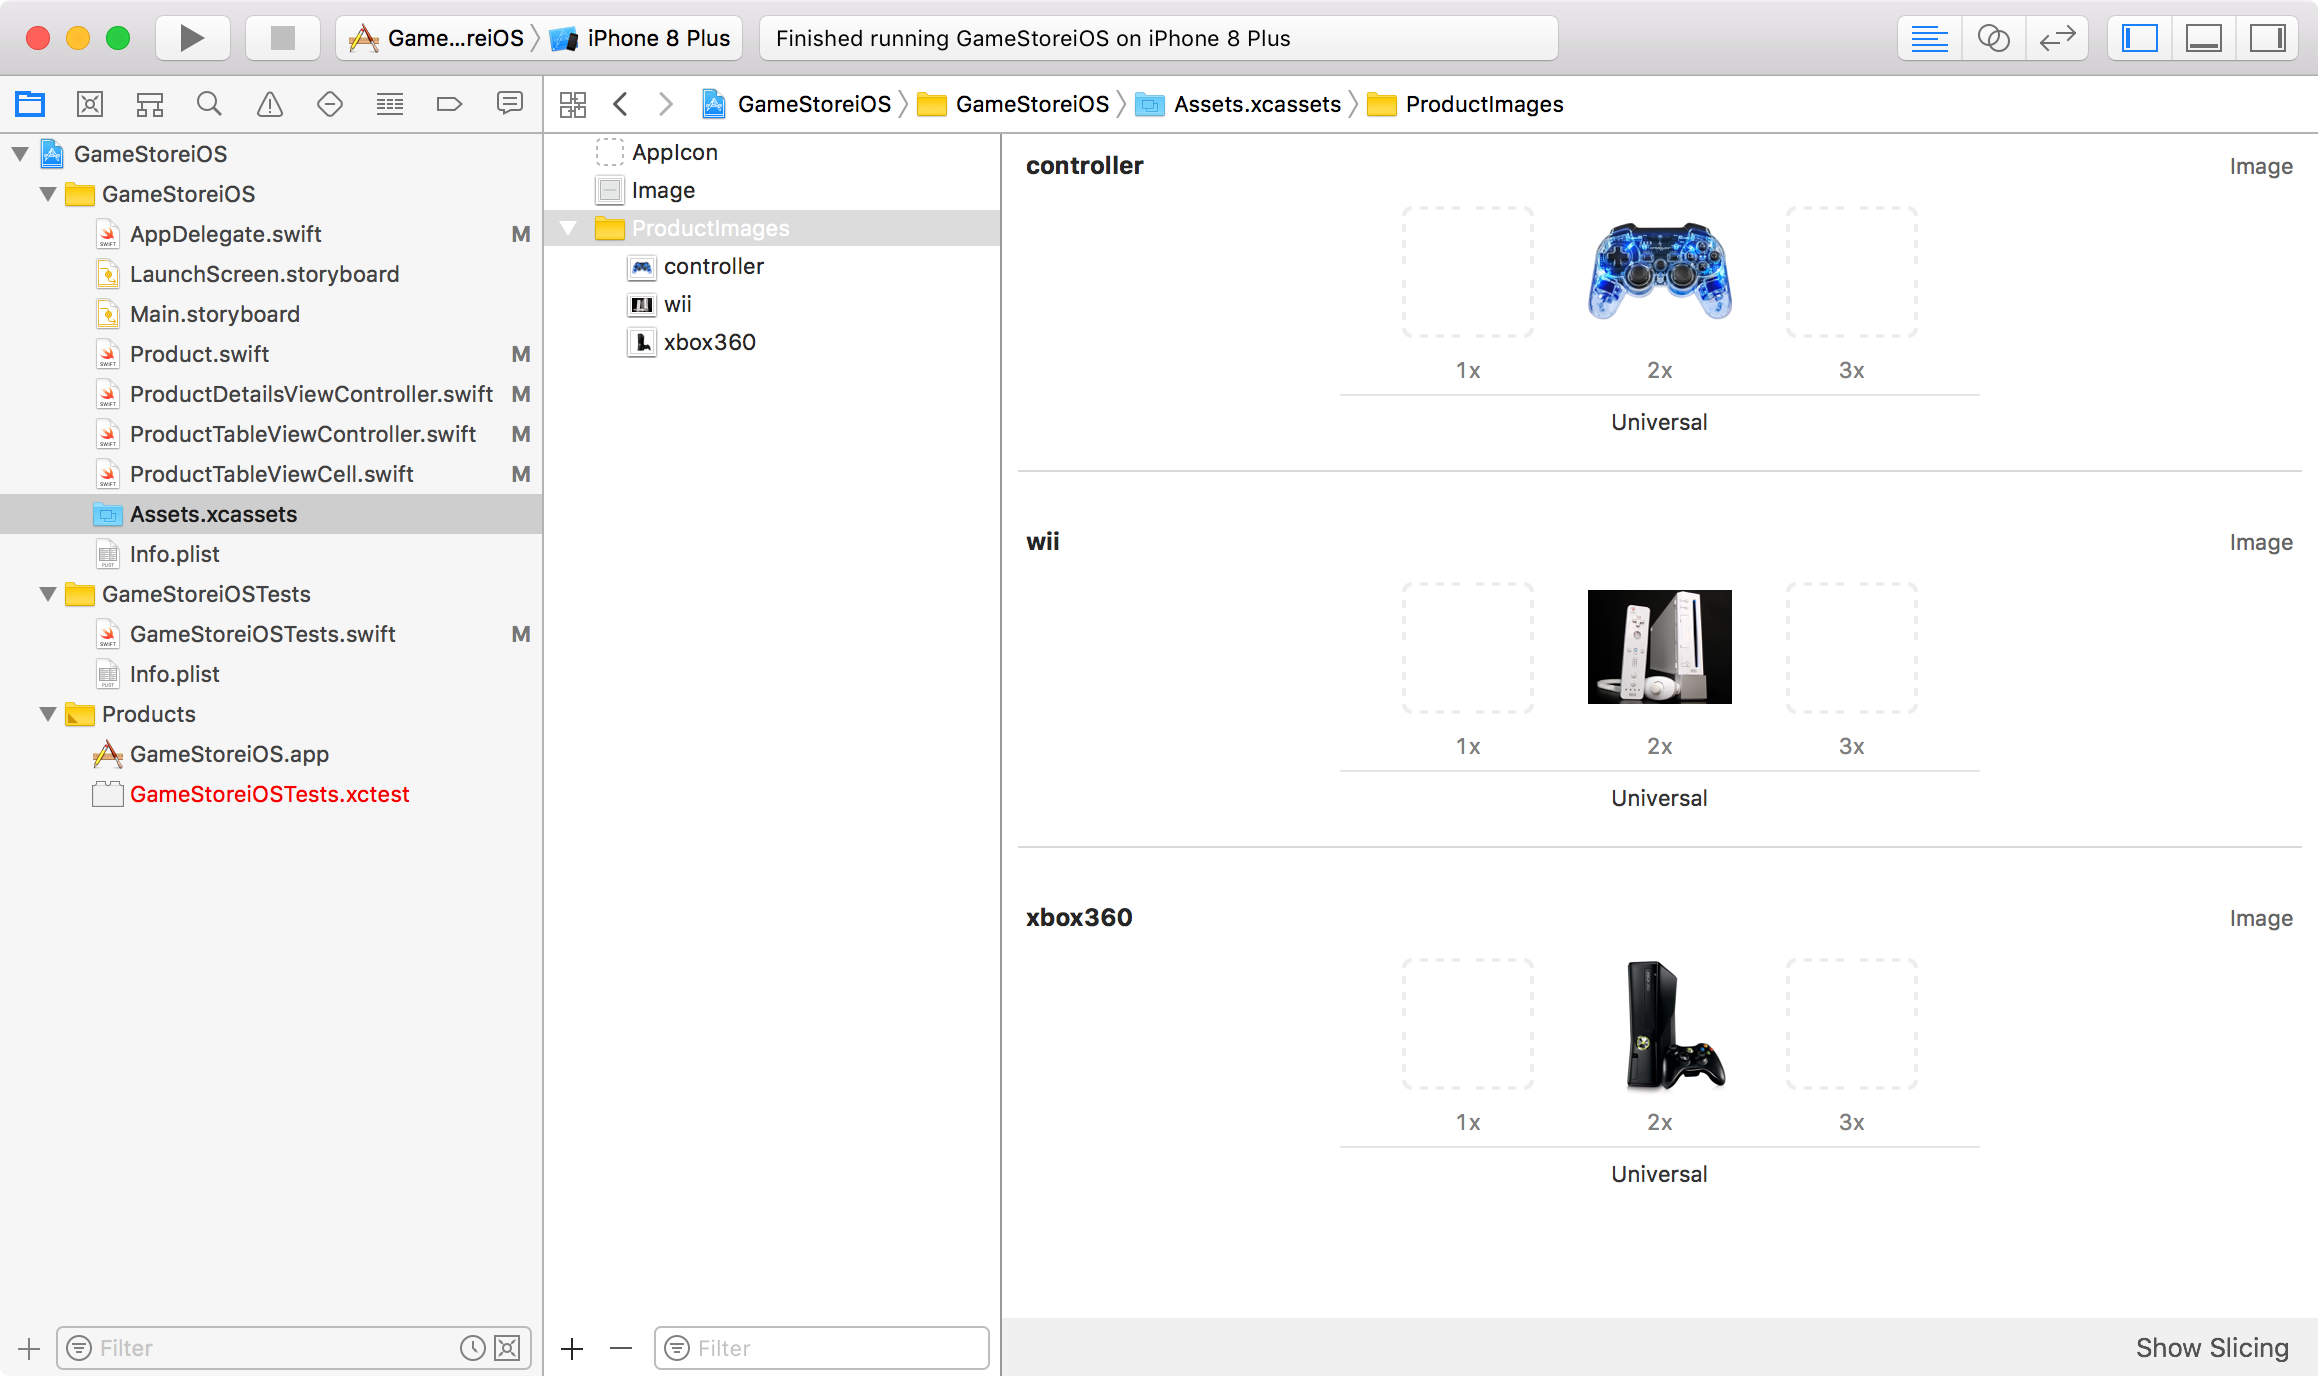 Game...reiOS
iPhone 8 Plus
Finished running GameStoreiOS on iPhone 8 Plus
GameStoreiOS
GameStoreiOS
Assets.xcassets
ProductImages
GameStoreiOS
GameStoreiOS
AppDelegate.swift M
LaunchScreen.storyboard
Main.storyboard
Product.swift M
ProductDetailsViewController.swift M
ProductTableViewController.swift M
ProductTableViewCell.swift M
Assets.xcassets
Info.plist
GameStoreiOSTests
GameStoreiOSTests.swift M
Info.plist
Products
GameStoreiOS.app
GameStoreiOSTests.xctest
Filter
AppIcon
Image
ProductImages
controller
wii
xbox360
Filter
controller Image
1x 2x 3x
Universal
wii Image
1x 2x 3x
Universal
xbox360 Image
1x 2x 3x
Universal
Show Slicing